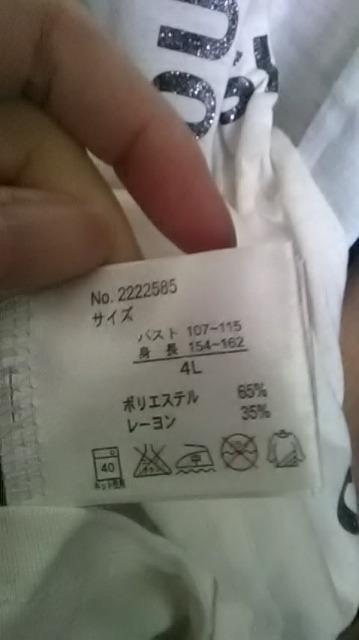 No. 2222585
サイズ
バスト 107~115
身長 154~162
4L
ポリエステル 65%
レーヨン 35%
40
中